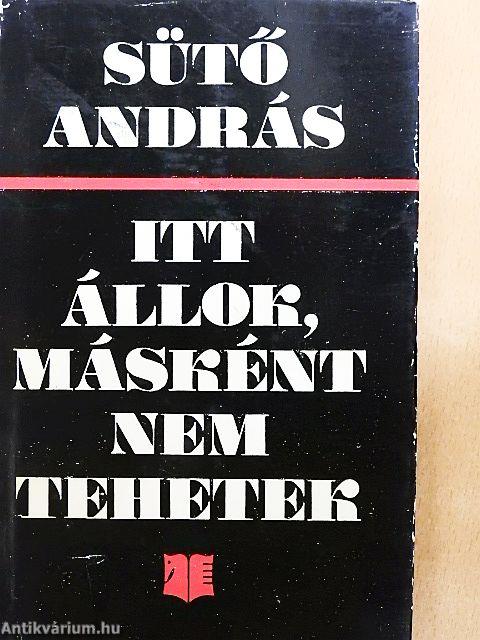 SÜTŐ
ANDRÁS
ITT
ÁLLOK,
MÁSKÉNT
NEM
TEHETEK
Antikvárium.hu